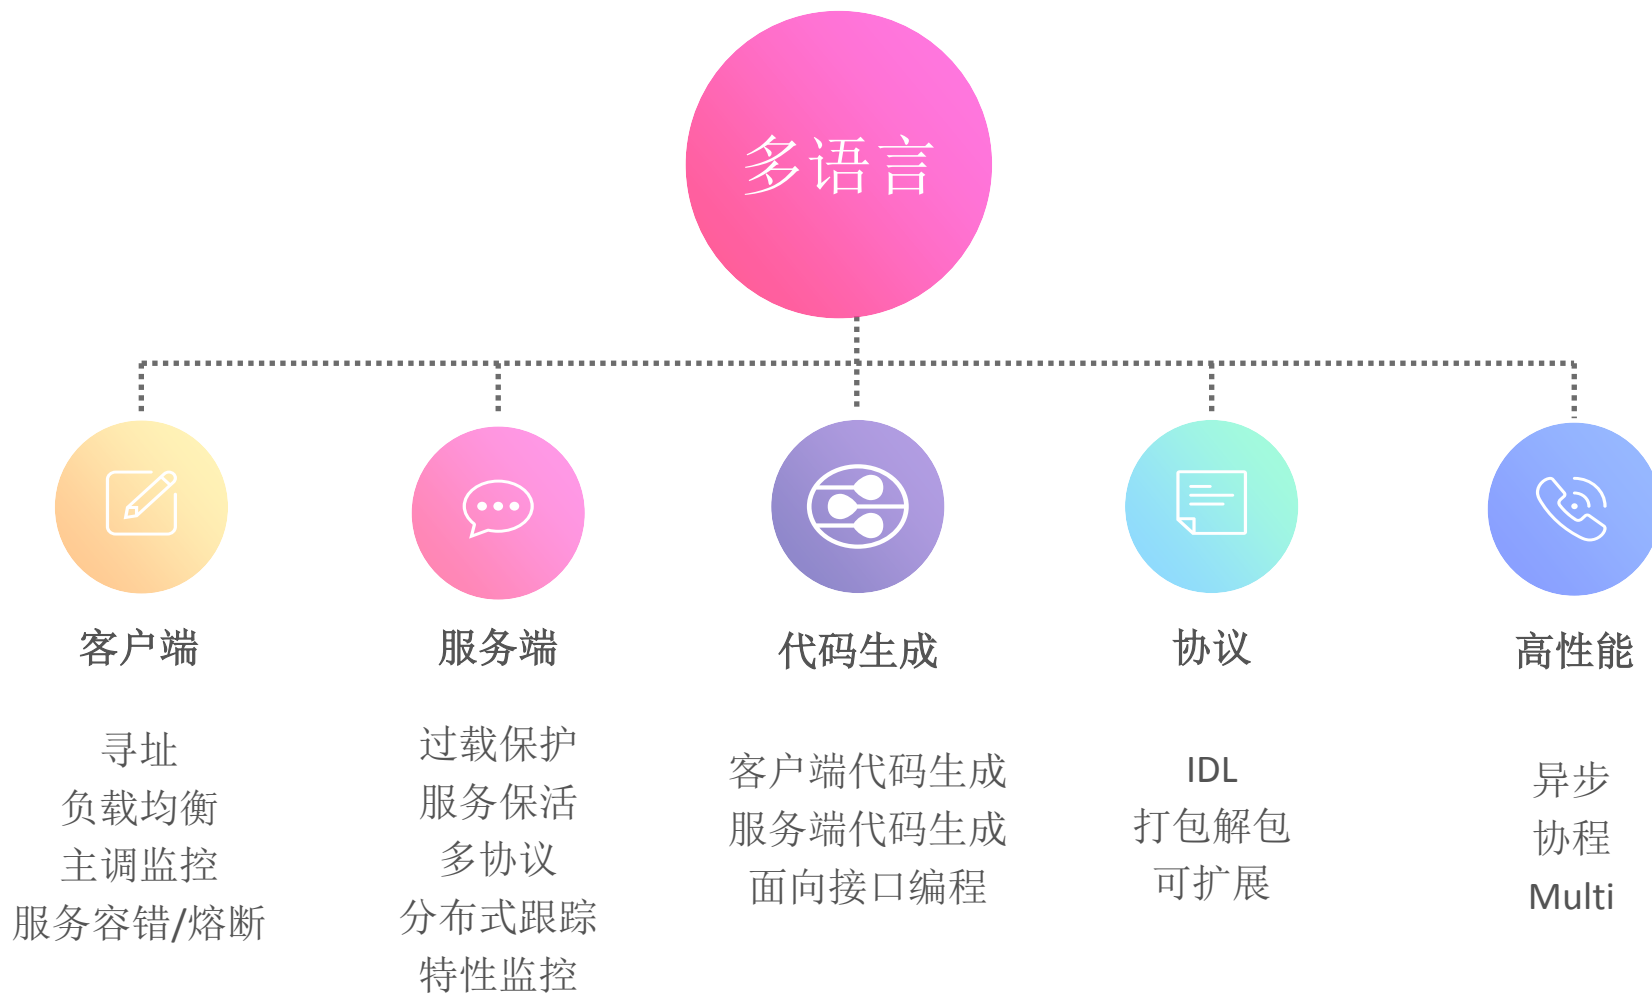 多语言
客户端
寻址
负载均衡
主调监控
服务容错/熔断
服务端
过载保护
服务保活
多协议
分布式跟踪
特性监控
代码生成
客户端代码生成
服务端代码生成
面向接口编程
协议
IDL
打包解包
可扩展
高性能
异步
协程
Multi